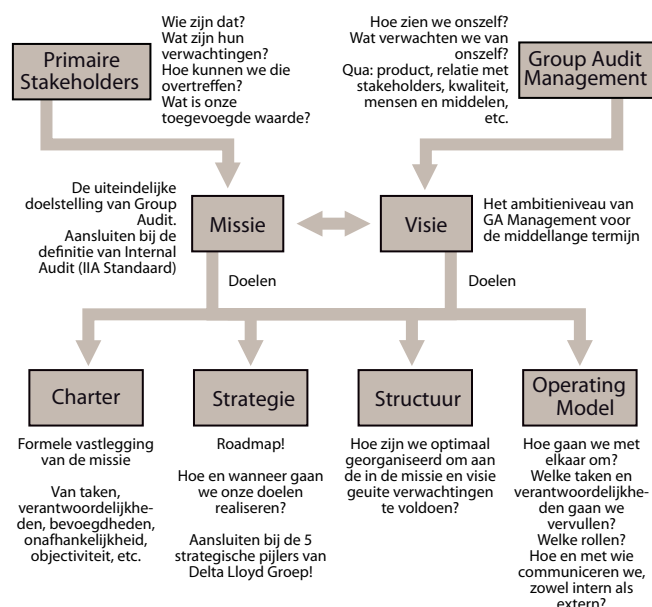 Primaire
Stakeholders
Wie zijn dat?
Wat zijn hun
verwachtingen?
Hoe kunnen we die
overtreffen?
Wat is onze
toegevoegde waarde?
Hoe zien we onszelf?
Wat verwachten we van
onszelf?
Qua: product, relatie met
stakeholders, kwaliteit,
mensen en middelen,
etc.
Group Audit
Management
De uiteindelijke
doelstelling van Group
Audit.
Aansluiten bij de
definitie van Internal
Audit (IIA Standaard)
Missie
Visie
Het ambitieniveau van
GA Management voor
de middellange termijn
Doelen
Doelen
Charter
Formele vastlegging
van de missie
Van taken,
verantwoordelijkhe-
den, bevoegdheden,
onafhankelijkheid,
objectiviteit, etc.
Strategie
Roadmap!
Hoe en wanneer gaan
we onze doelen
realiseren?
Aansluiten bij de 5
strategische pijlers van
Delta Lloyd Groep!
Structuur
Hoe zijn we optimaal
georganiseerd om aan
de in de missie en visie
geuite verwachtingen
te voldoen?
Operating
Model
Hoe gaan we met
elkaar om?
Welke taken en
verantwoordelijkhe-
den gaan we
vervullen?
Welke rollen?
Hoe en met wie
communiceren we,
zowel intern als
extern?